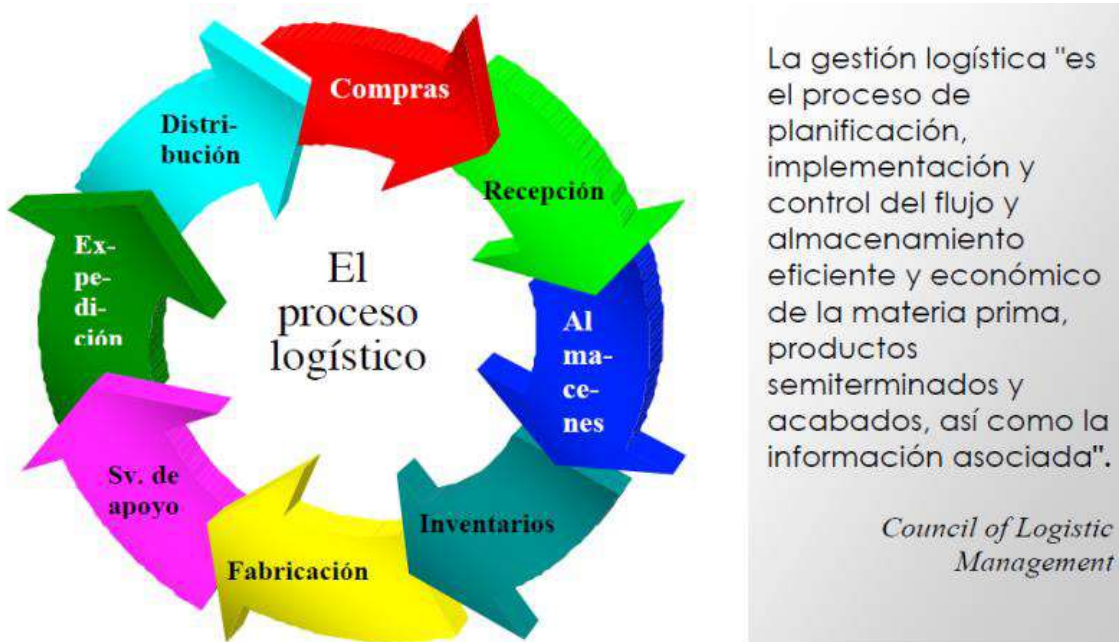 Compras
Recepción
Al
ma-
ce-
nes
Inventarios
Fabricación
Sv. de
apoyo
Ex-
pe-
di-
ción
Distri-
bución
El
proceso
logístico
La gestión logística "es
el proceso de
planificación,
implementación y
control del flujo y
almacenamiento
eficiente y económico
de la materia prima,
productos
semiterminados y
acabados, así como la
información asociada".
Council of Logistic
Management